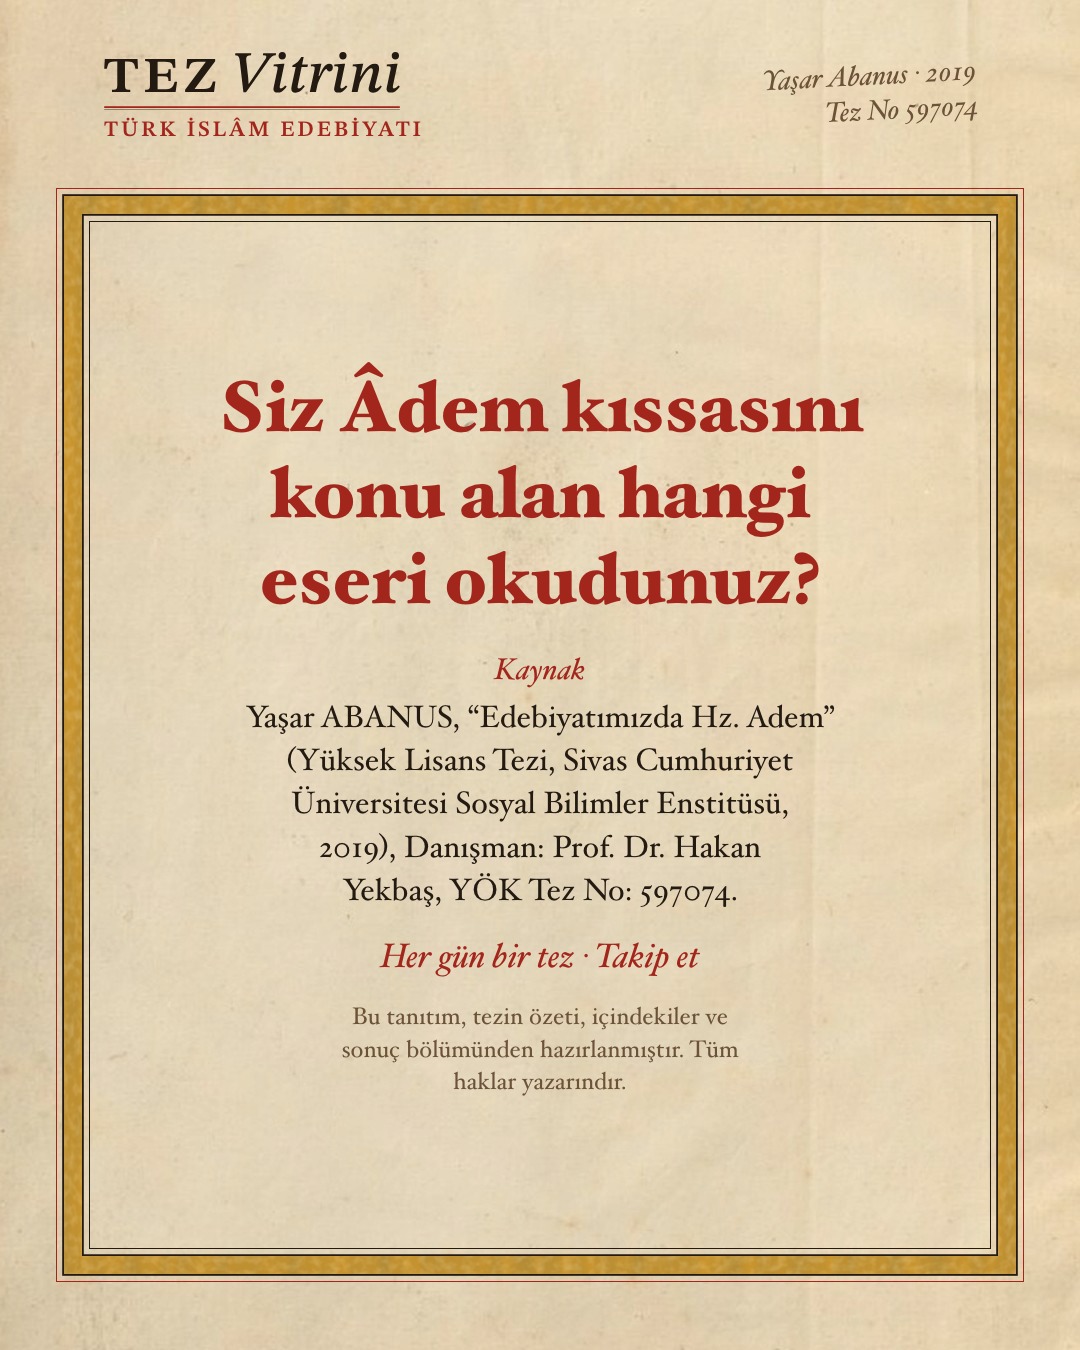 TEZ Vitrini
TÜRK İSLÂM EDEBİYATI
Yaşar Abanus · 2019
Tez No 597074
Siz Âdem kıssasını
konu alan hangi
eseri okudunuz?
Kaynak
Yaşar ABANUS, “Edebiyatımızda Hz. Adem”
(Yüksek Lisans Tezi, Sivas Cumhuriyet
Üniversitesi Sosyal Bilimler Enstitüsü,
2019), Danışman: Prof. Dr. Hakan
Yekbaş, YÖK Tez No: 597074.
Her gün bir tez · Takip et
Bu tanıtım, tezin özeti, içindekiler ve
sonuç bölümünden hazırlanmıştır. Tüm
haklar yazarındır.